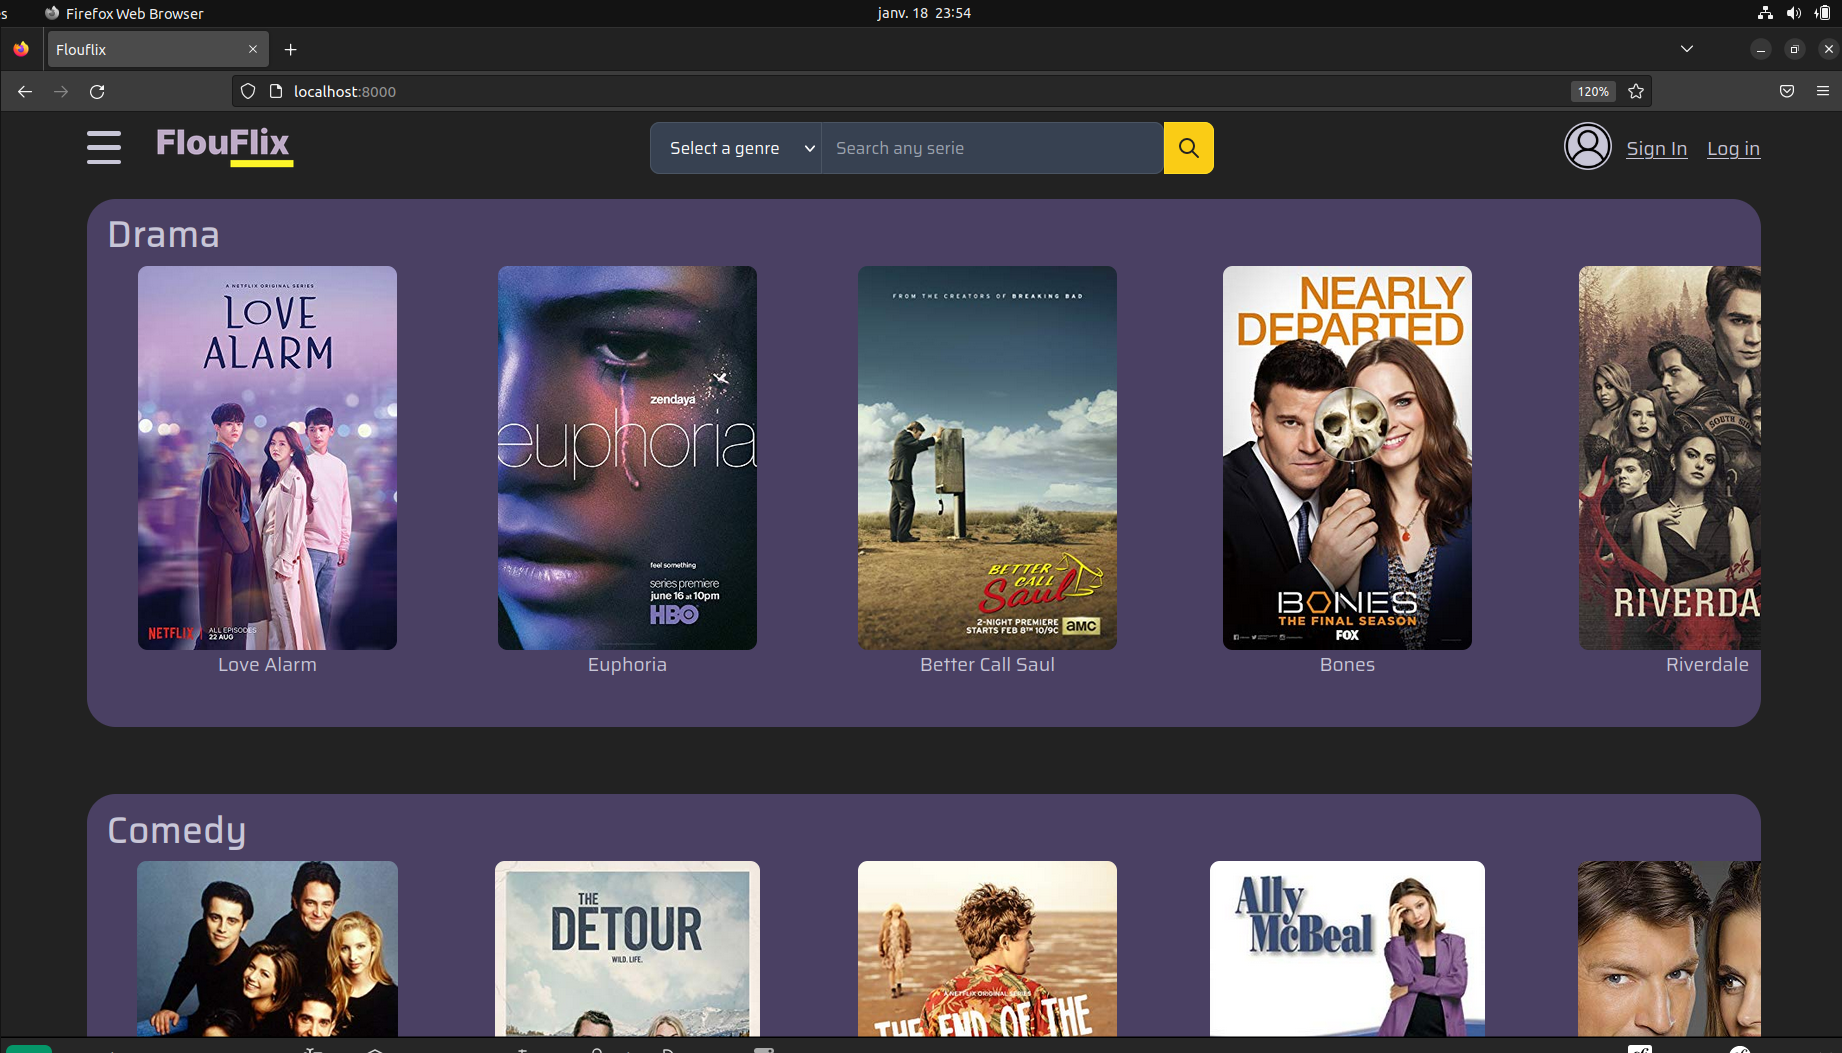 s
Firefox Web Browser
janv. 18 23:54
Flouflix
localhost:8000
120%
FlouFlix
Select a genre
Search any serie
Sign In
Log in
Drama
A NETFLIX ORIGINAL SERIES
LOVE
ALARM
NETFLIX
ALL EPISODES
22 AUG
Love Alarm
zendaya
euphoria
feel something
series premiere
june 16 at 10pm
HBO
Euphoria
FROM THE CREATORS OF BREAKING BAD
BETTER
CALL
Saul
2-NIGHT PREMIERE
STARTS FEB 8TH 10/9C
amc
Better Call Saul
NEARLY
DEPARTED
BONES
THE FINAL SEASON
FOX
Bones
SOUTH SI
RIVERDA
Riverdale
Comedy
THE
DETOUR
WILD. LIFE.
A NETFLIX ORIGINAL SERIES
THE END OF THE
Ally
McBeal